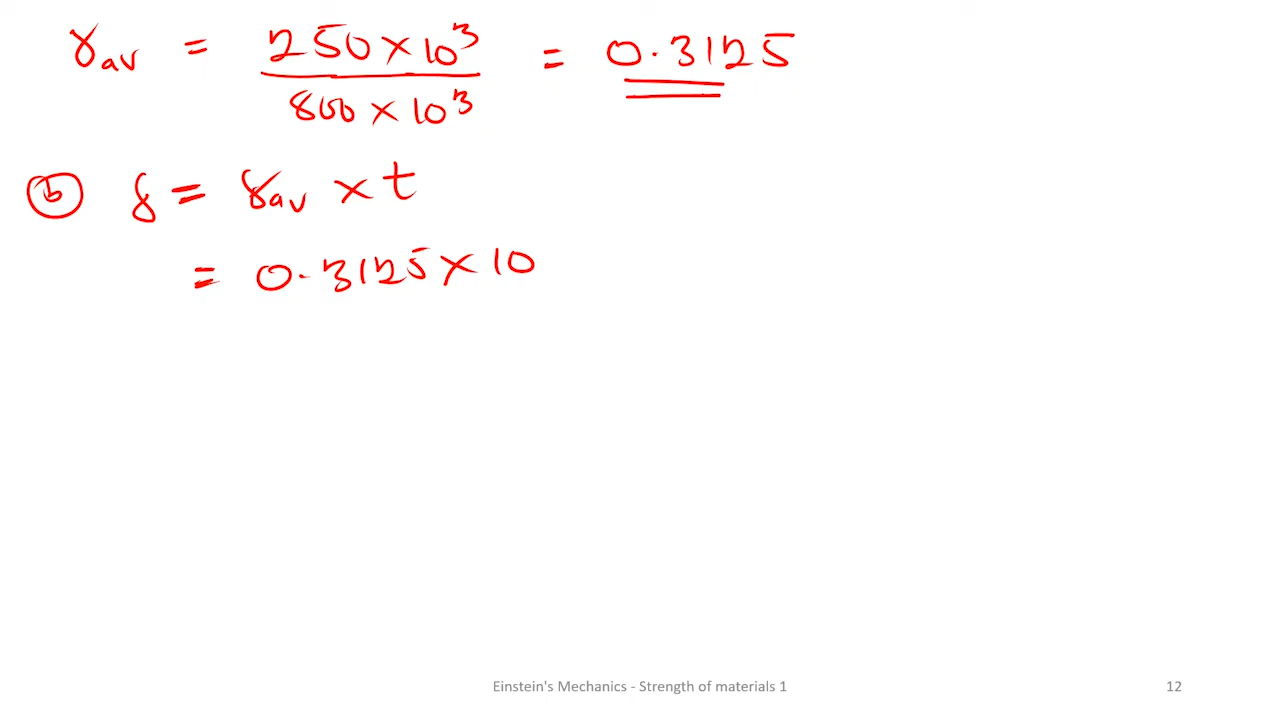 γav = 250 × 10³ / 800 × 10³ = 0.3125
ⓑ δ = γav × t
= 0.3125 × 10
Einstein's Mechanics - Strength of materials 1
12